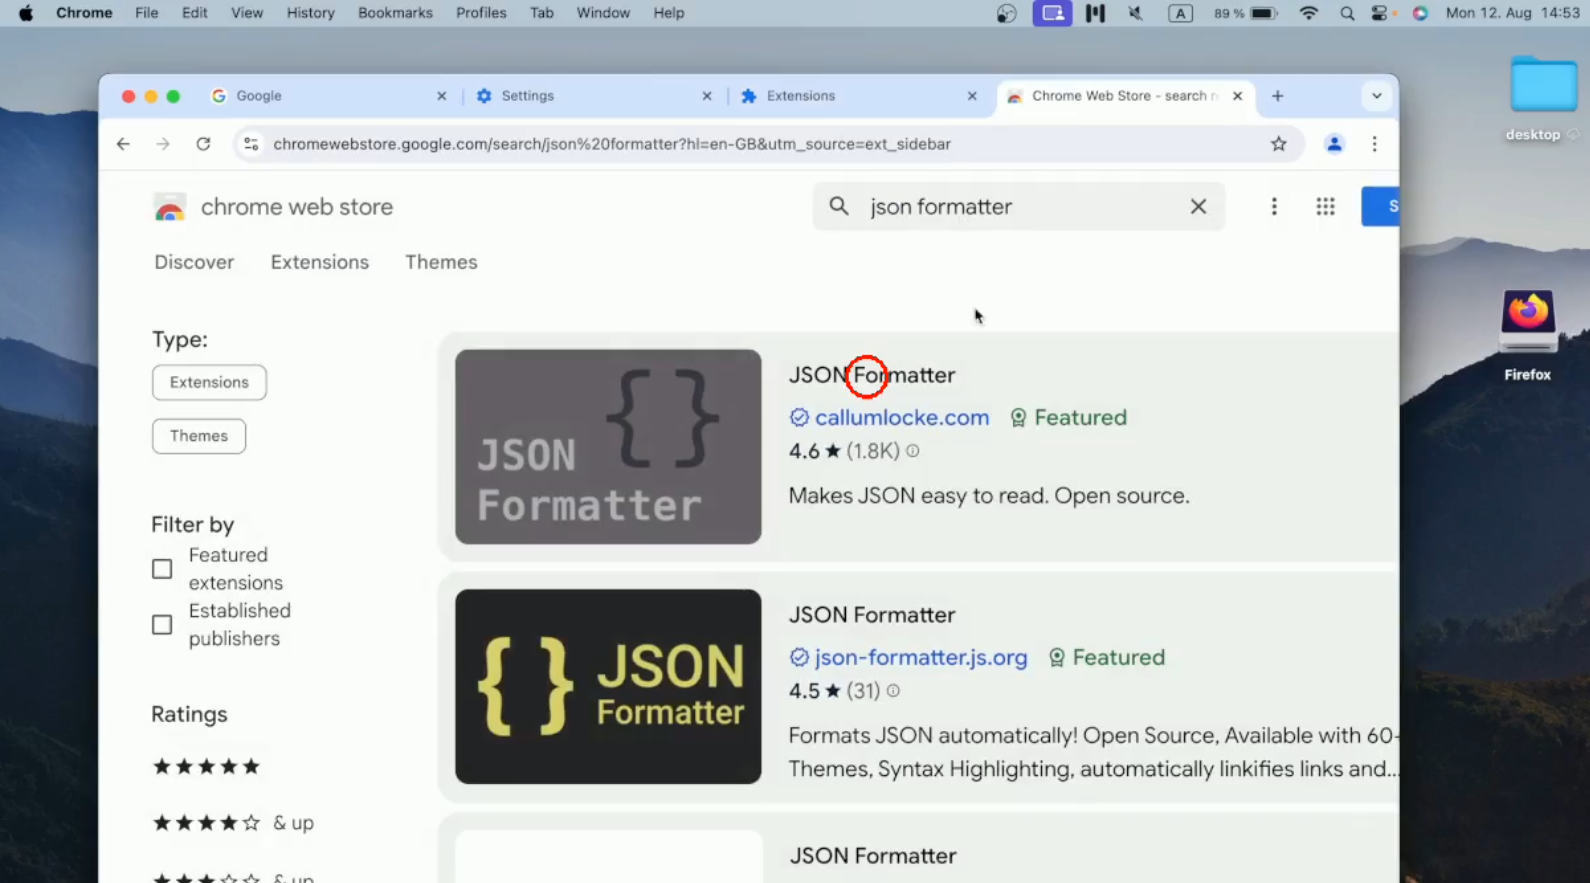 Chrome File Edit View History Bookmarks Profiles Tab Window Help A 89 % Mon 12. Aug 14:53
Google Settings Extensions Chrome Web Store - search
chromewebstore.google.com/search/json%20formatter?hl=en-GB&utm_source=ext_sidebar
desktop
chrome web store json formatter
Discover Extensions Themes
Type:
Extensions
Themes
Filter by
Featured
extensions
Established
publishers
Ratings
& up
& up
JSON
Formatter
JSON Formatter
callumlocke.com Featured
4.6 ★ (1.8K)
Makes JSON easy to read. Open source.
{ } JSON
Formatter
JSON Formatter
json-formatter.js.org Featured
4.5 ★ (31)
Formats JSON automatically! Open Source, Available with 60-
Themes, Syntax Highlighting, automatically linkifies links and...
JSON Formatter
Firefox